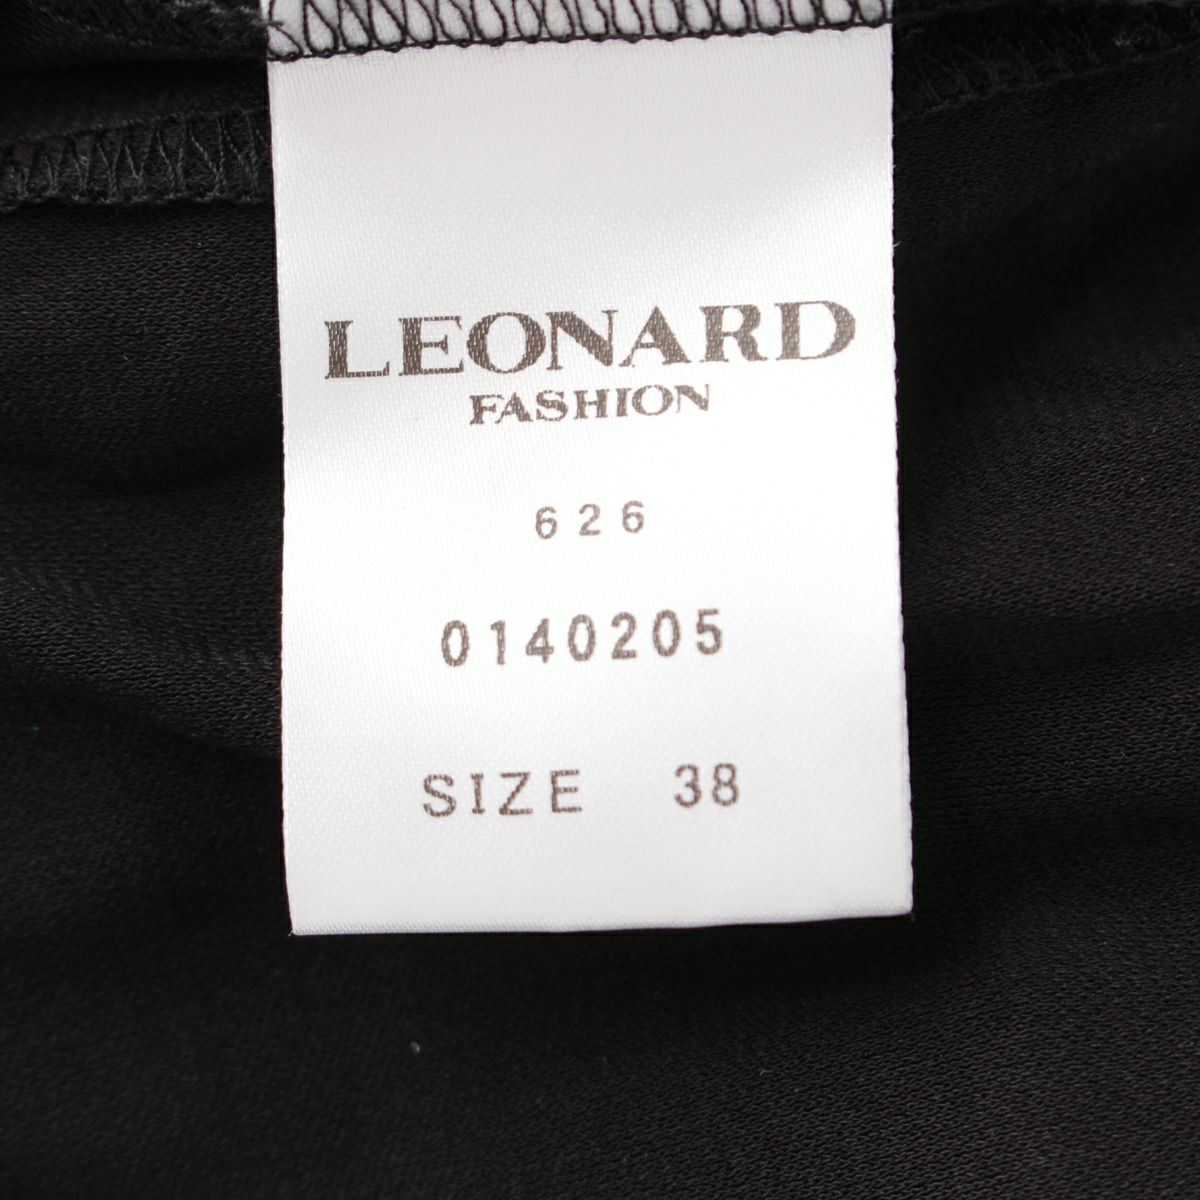 LEONARD
FASHION
626
0140205
SIZE 38